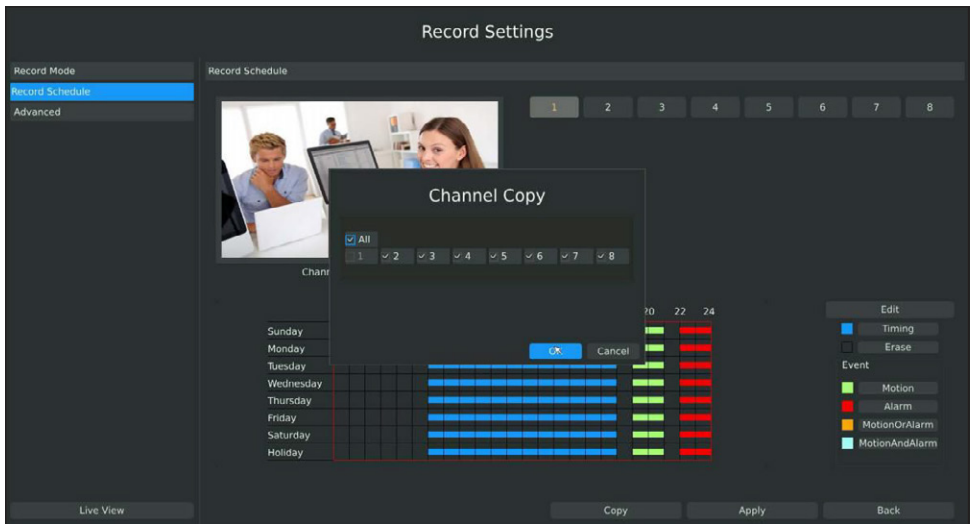 Record Settings
Record Mode
Record Schedule
Advanced
Record Schedule
1 2 3 4 5 6 7 8
Channel Copy
All
1 2 3 4 5 6 7 8
OK Cancel
Chann
20 22 24
Sunday
Monday
Tuesday
Wednesday
Thursday
Friday
Saturday
Holiday
Edit
Timing
Erase
Event
Motion
Alarm
MotionOrAlarm
MotionAndAlarm
Live View
Copy Apply Back